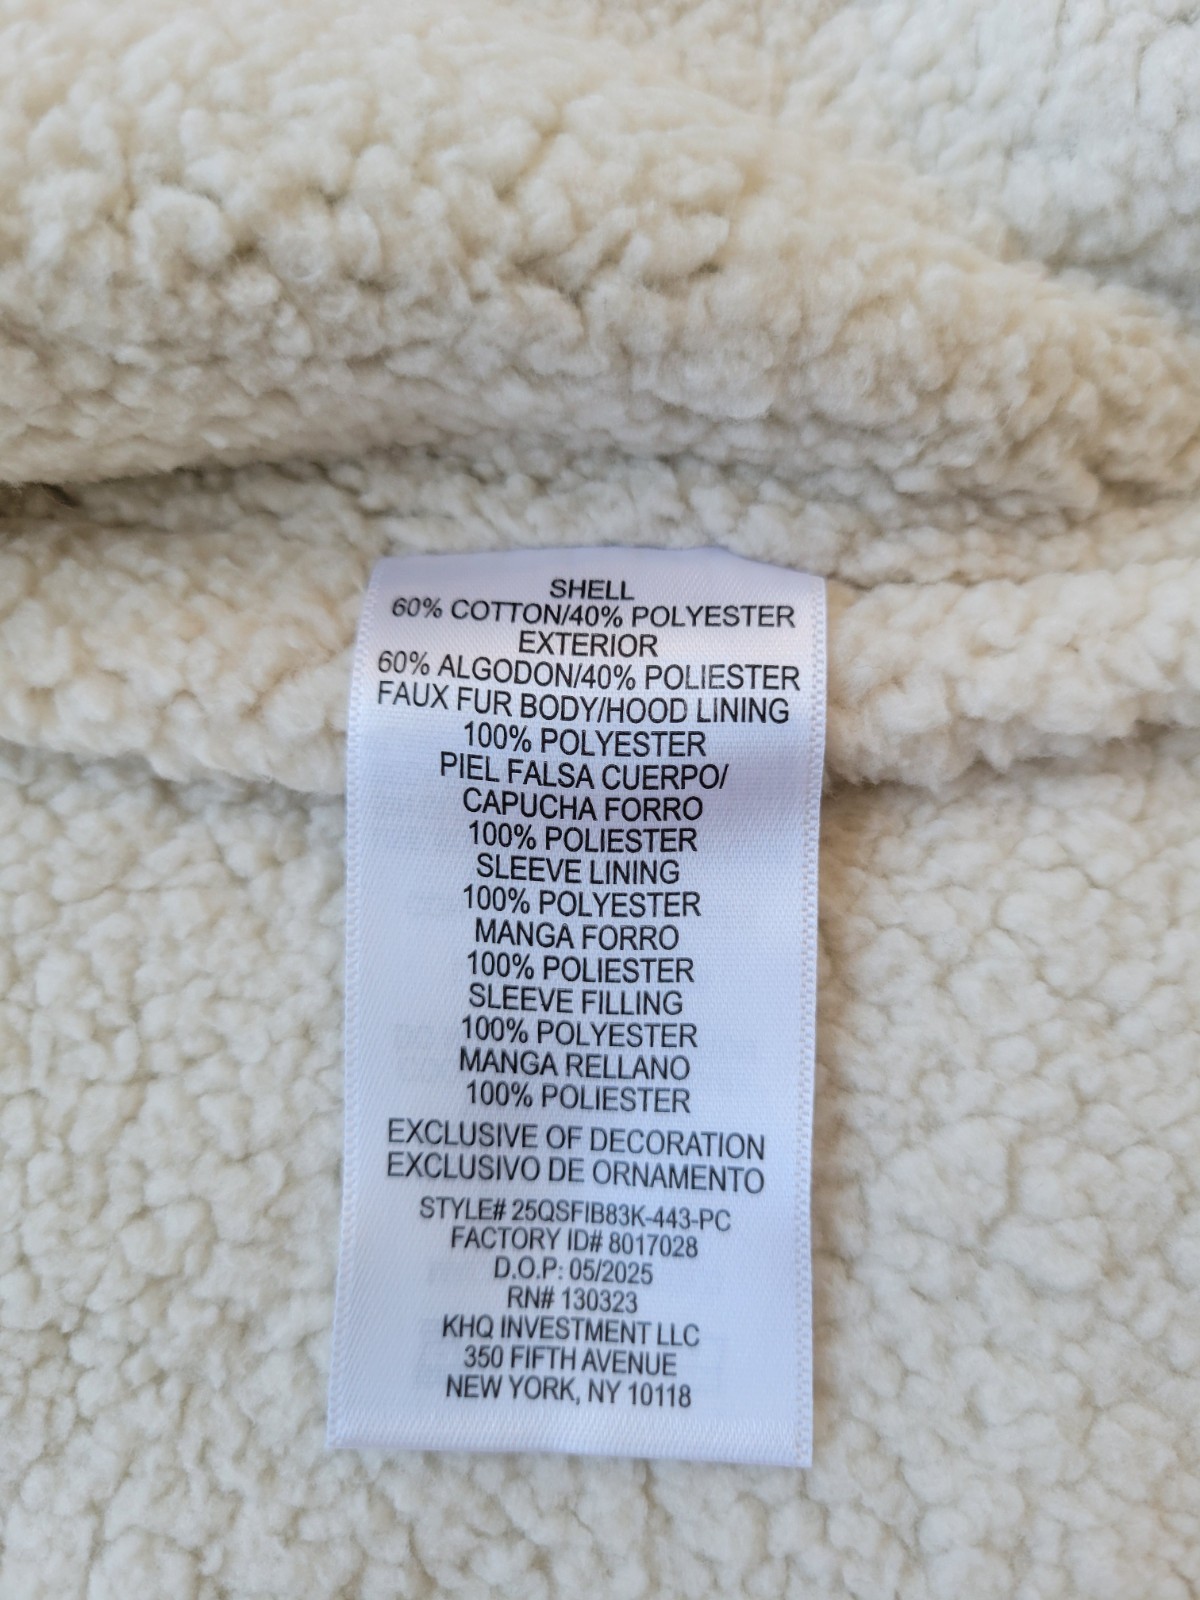 SHELL
60% COTTON/40% POLYESTER
EXTERIOR
60% ALGODON/40% POLIESTER
FAUX FUR BODY/HOOD LINING
100% POLYESTER
PIEL FALSA CUERPO/
CAPUCHA FORRO
100% POLIESTER
SLEEVE LINING
100% POLYESTER
MANGA FORRO
100% POLIESTER
SLEEVE FILLING
100% POLYESTER
MANGA RELLANO
100% POLIESTER
EXCLUSIVE OF DECORATION
EXCLUSIVO DE ORNAMENTO
STYLE# 25QSFIB83K-443-PC
FACTORY ID# 8017028
D.O.P: 05/2025
RN# 130323
KHQ INVESTMENT LLC
350 FIFTH AVENUE
NEW YORK, NY 10118